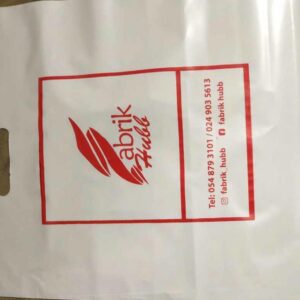 Fabrik
Hubb
Tel: 054 879 3101 / 024 903 5613
fabrik_hubb fabrik hubb